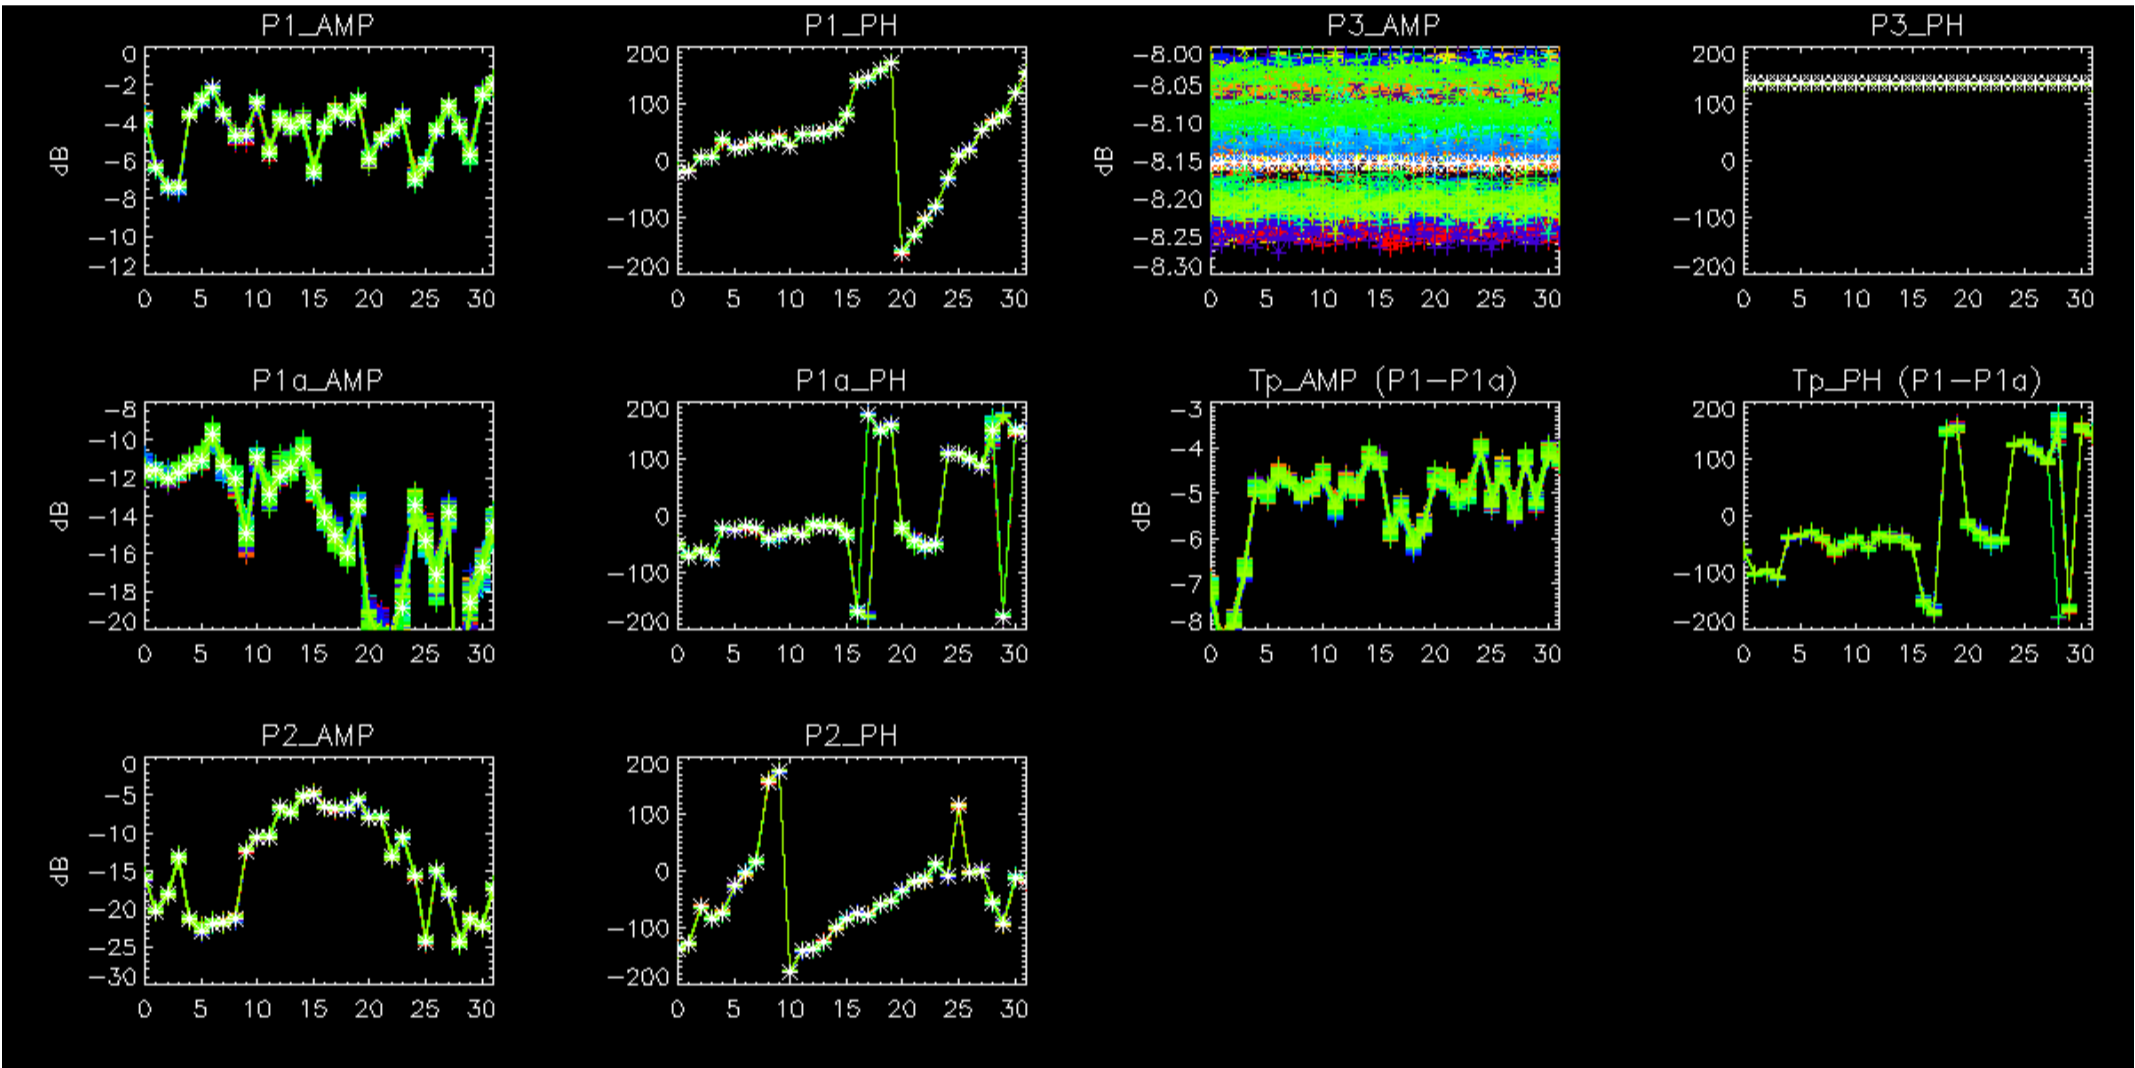 P1_AMP
0
-2
-4
-6
-8
-10
-12
dB
0 5 10 15 20 25 30
P1_PH
200
100
0
-100
-200
0 5 10 15 20 25 30
P3_AMP
-8.00
-8.05
-8.10
-8.15
-8.20
-8.25
-8.30
dB
0 5 10 15 20 25 30
P3_PH
200
100
0
-100
-200
0 5 10 15 20 25 30
P1a_AMP
-8
-10
-12
-14
-16
-18
-20
dB
0 5 10 15 20 25 30
P1a_PH
200
100
0
-100
-200
0 5 10 15 20 25 30
Tp_AMP (P1-P1a)
-3
-4
-5
-6
-7
-8
dB
0 5 10 15 20 25 30
Tp_PH (P1-P1a)
200
100
0
-100
-200
0 5 10 15 20 25 30
P2_AMP
0
-5
-10
-15
-20
-25
-30
dB
0 5 10 15 20 25 30
P2_PH
200
100
0
-100
-200
0 5 10 15 20 25 30